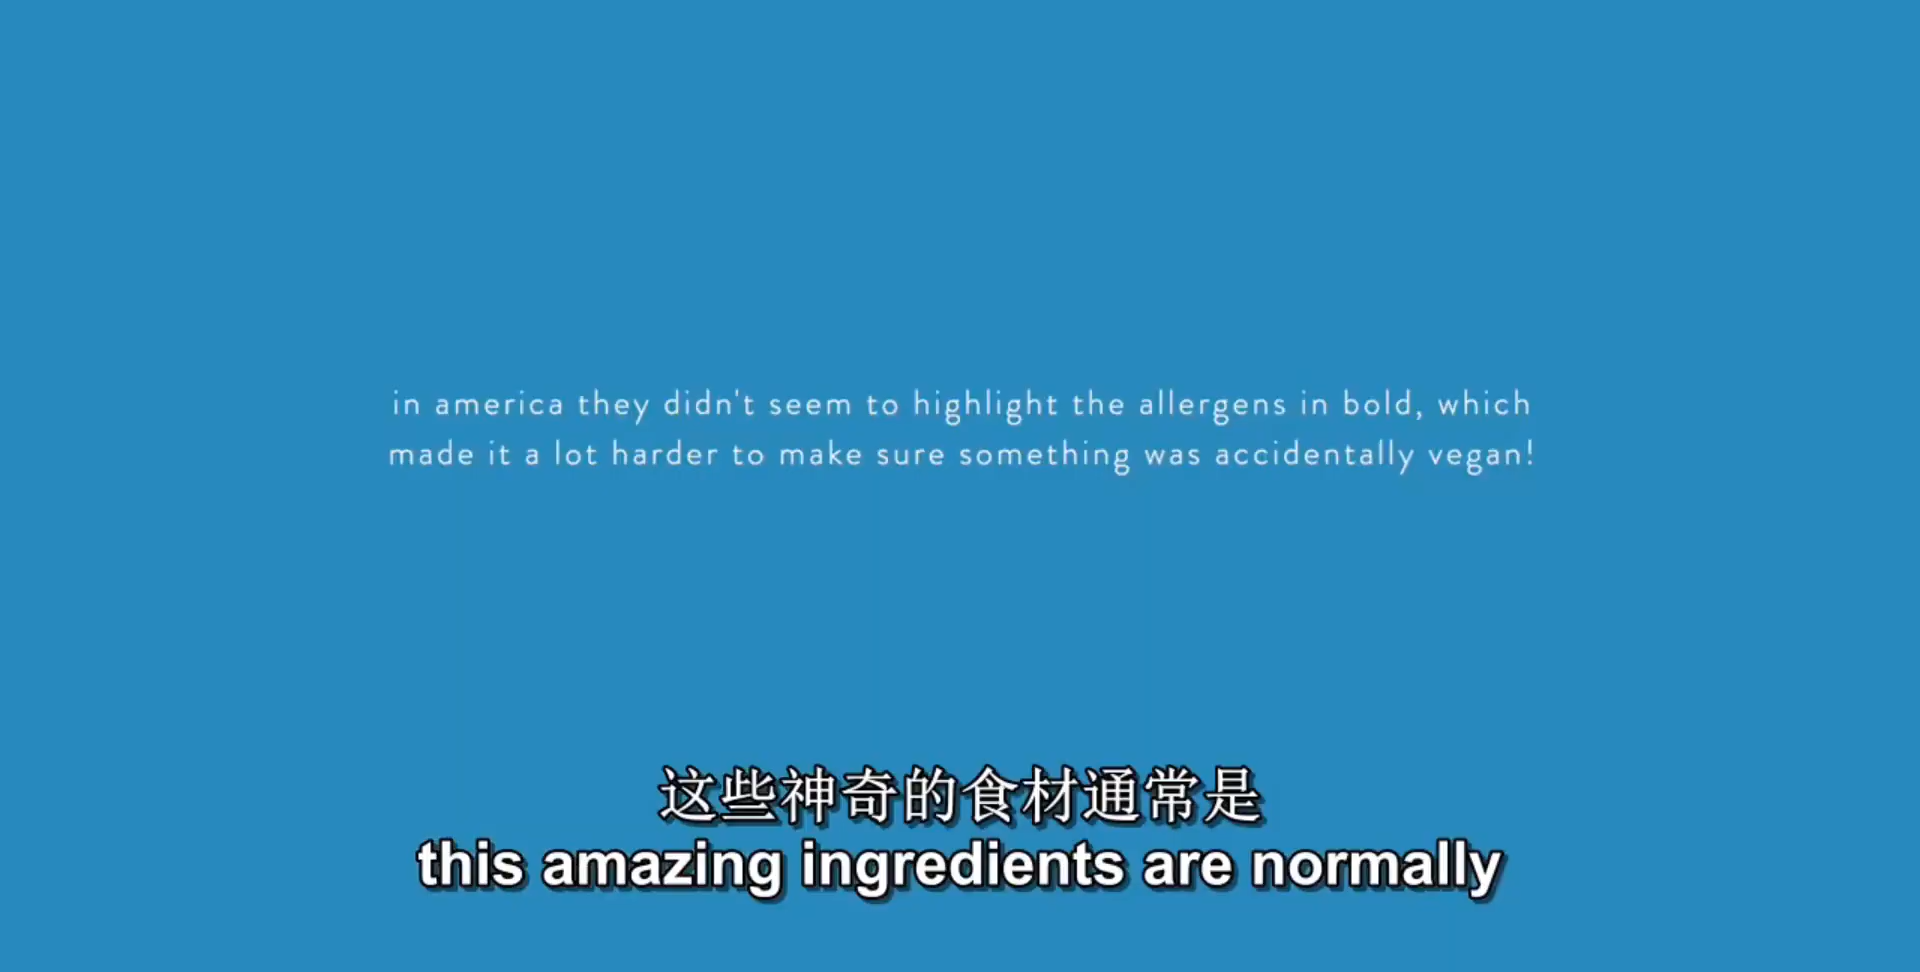 in america they didn't seem to highlight the allergens in bold, which
made it a lot harder to make sure something was accidentally vegan!
这些神奇的食材通常是
this amazing ingredients are normally